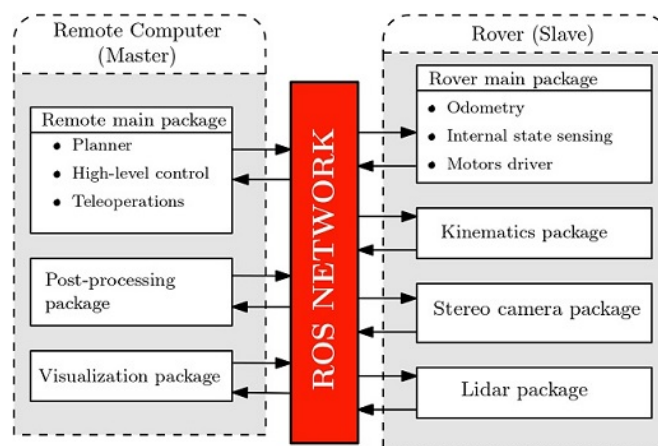 Remote Computer
(Master)
Remote main package
• Planner
• High-level control
• Teleoperations
Post-processing
package
Visualization package
ROS NETWORK
Rover (Slave)
Rover main package
• Odometry
• Internal state sensing
• Motors driver
Kinematics package
Stereo camera package
Lidar package